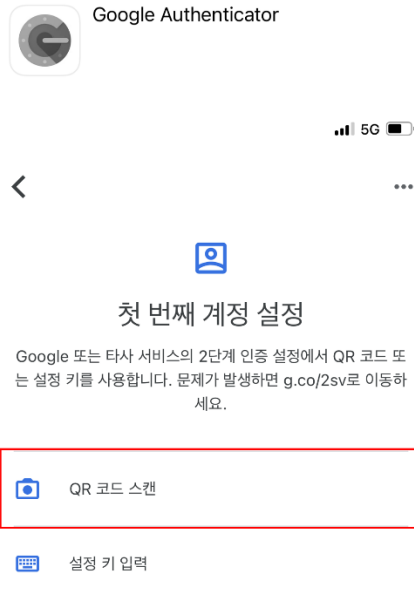 Google Authenticator
5G
첫 번째 계정 설정
Google 또는 타사 서비스의 2단계 인증 설정에서 QR 코드 또
는 설정 키를 사용합니다. 문제가 발생하면 g.co/2sv로 이동하
세요.
QR 코드 스캔
설정 키 입력